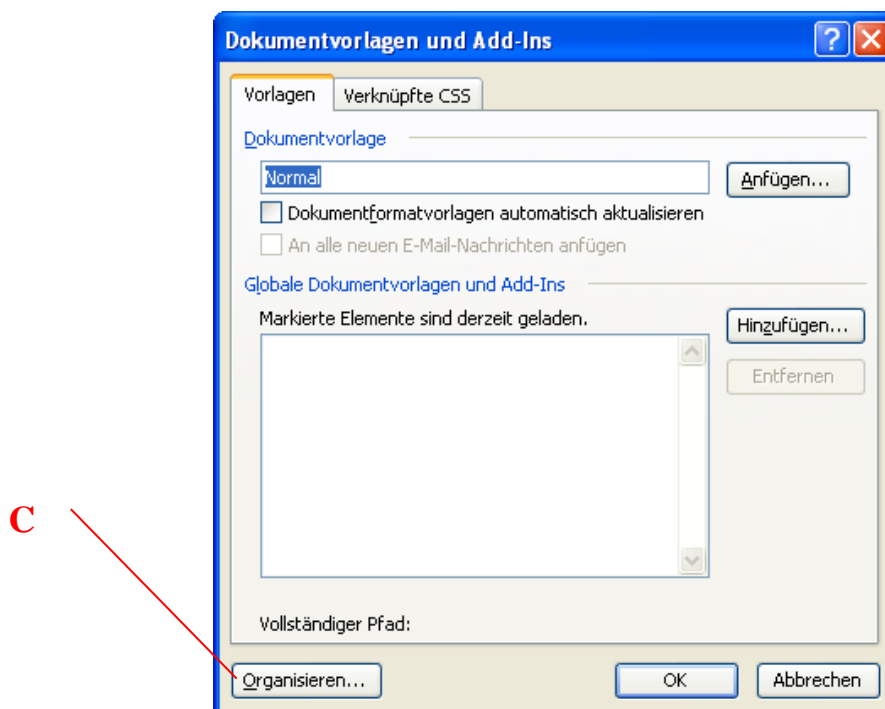 Dokumentvorlagen und Add-Ins
Vorlagen Verknüpfte CSS
Dokumentvorlage
Normal Anfügen...
Dokumentformatvorlagen automatisch aktualisieren
An alle neuen E-Mail-Nachrichten anfügen
Globale Dokumentvorlagen und Add-Ins
Markierte Elemente sind derzeit geladen.
Hinzufügen...
Entfernen
C
Vollständiger Pfad:
Organisieren... OK Abbrechen